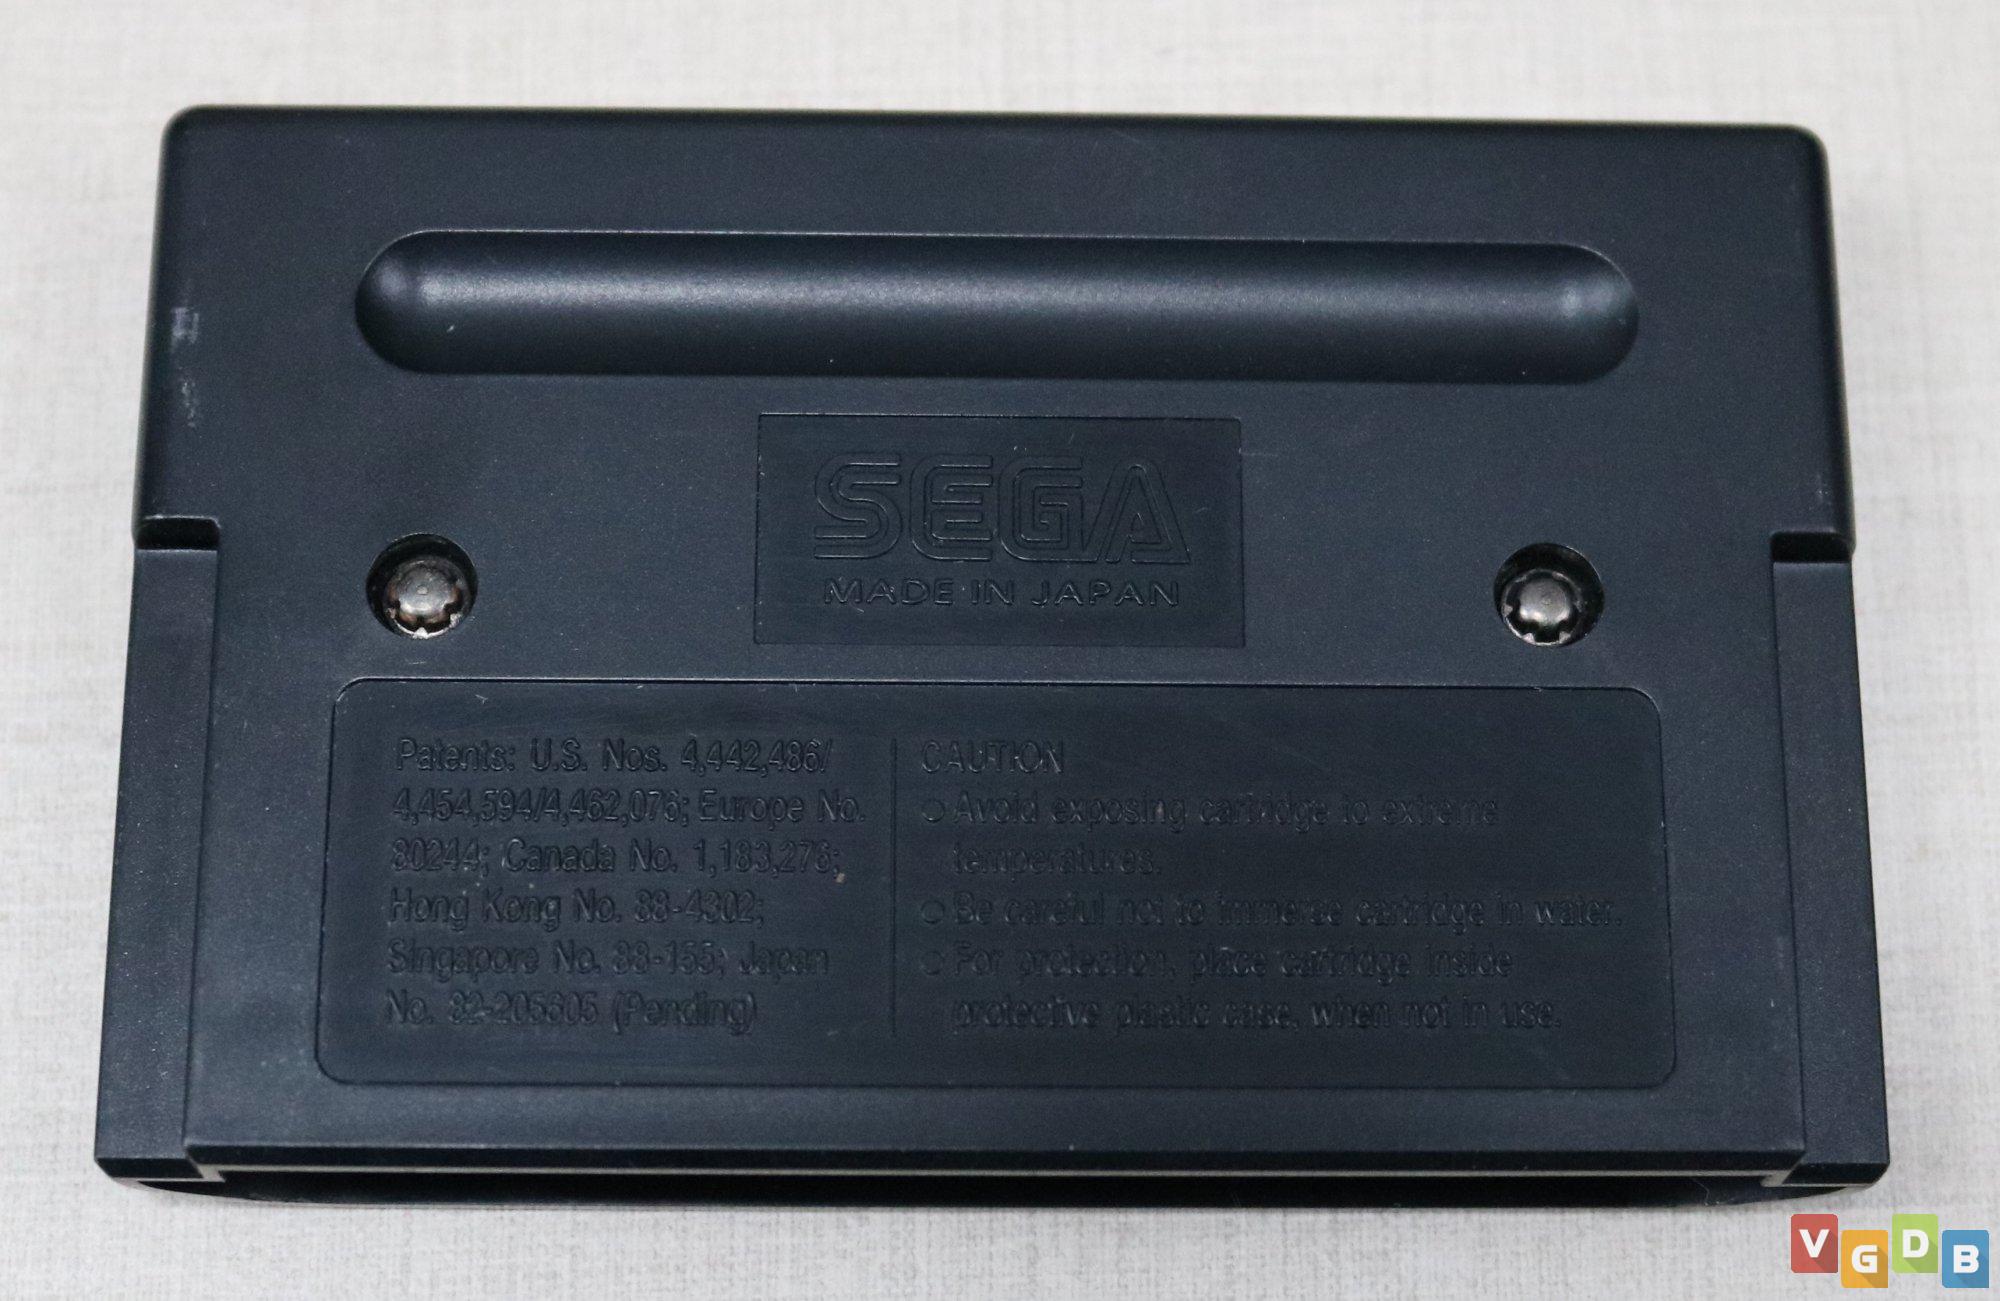 SEGA
MADE IN JAPAN
Patents: U.S. Nos. 4,442,486/
4,454,594/4,462,076; Europe No.
80244; Canada No. 1,183,276;
Hong Kong No. 88-4302;
Singapore No. 88-155; Japan
No. 82-205605 (Pending)
CAUTION
○ Avoid exposing cartridge to extreme
temperatures.
○ Be careful not to immerse cartridge in water.
○ For protection, place cartridge inside
protective plastic case, when not in use.
VGDB